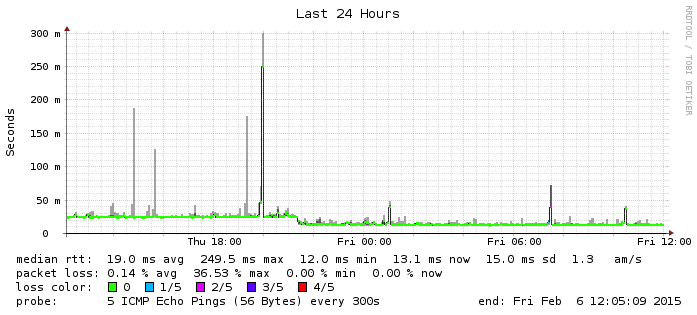 Last 24 Hours
RRDTOOL / TOBI OETIKER
Seconds
300 m
250 m
200 m
150 m
100 m
50 m
0
Thu 18:00 Fri 00:00 Fri 06:00 Fri 12:00
median rtt: 19.0 ms avg 249.5 ms max 12.0 ms min 13.1 ms now 15.0 ms sd 1.3 am/s
packet loss: 0.14 % avg 36.53 % max 0.00 % min 0.00 % now
loss color: 0 1/5 2/5 3/5 4/5
probe: 5 ICMP Echo Pings (56 Bytes) every 300s end: Fri Feb 6 12:05:09 2015